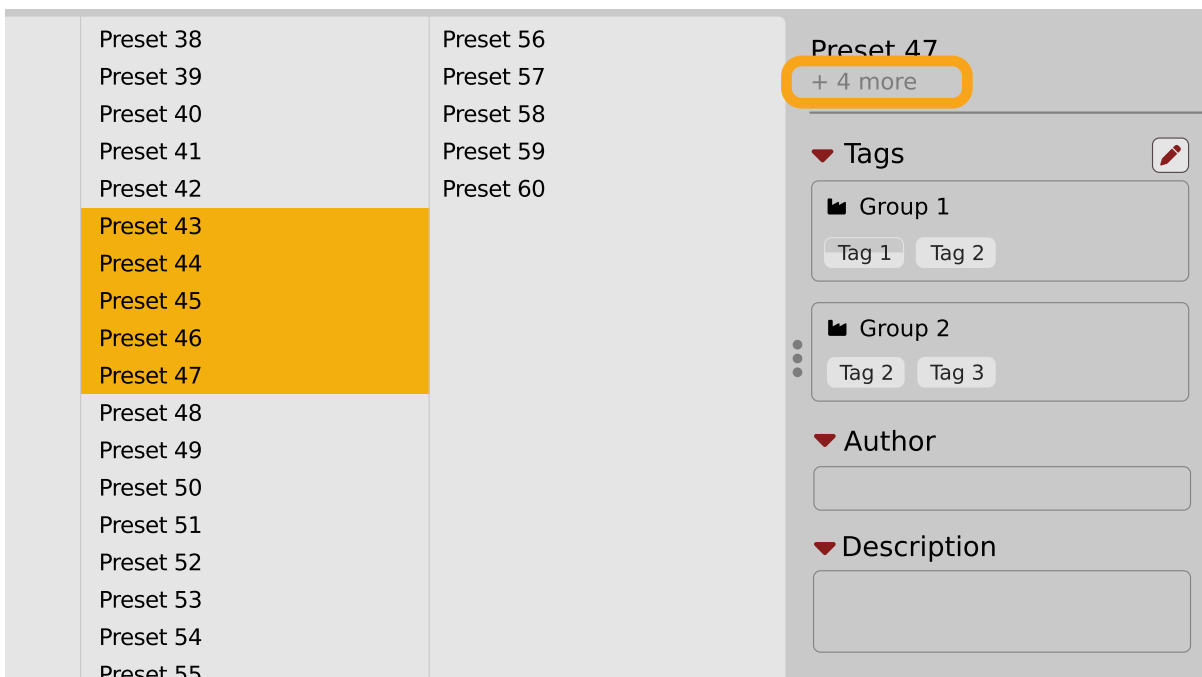 Preset 38
Preset 39
Preset 40
Preset 41
Preset 42
Preset 43
Preset 44
Preset 45
Preset 46
Preset 47
Preset 48
Preset 49
Preset 50
Preset 51
Preset 52
Preset 53
Preset 54
Preset 55
Preset 56
Preset 57
Preset 58
Preset 59
Preset 60
Preset 47
+ 4 more
Tags
Group 1
Tag 1 Tag 2
Group 2
Tag 2 Tag 3
Author
Description